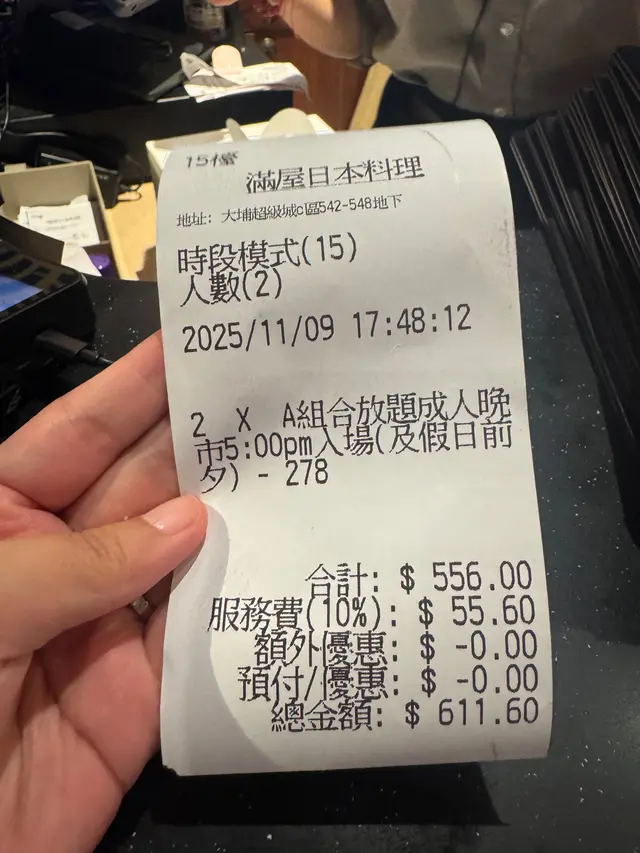 15檯
滿屋日本料理
地址: 大埔超級城c區542-548地下
時段模式(15)
人數(2)
2025/11/09 17:48:12
2 X A組合放題成人晚
市5:00pm入場(及假日前
夕) - 278
合計: $ 556.00
服務費(10%): $ 55.60
額外優惠: $ -0.00
預付/優惠: $ -0.00
總金額: $ 611.60